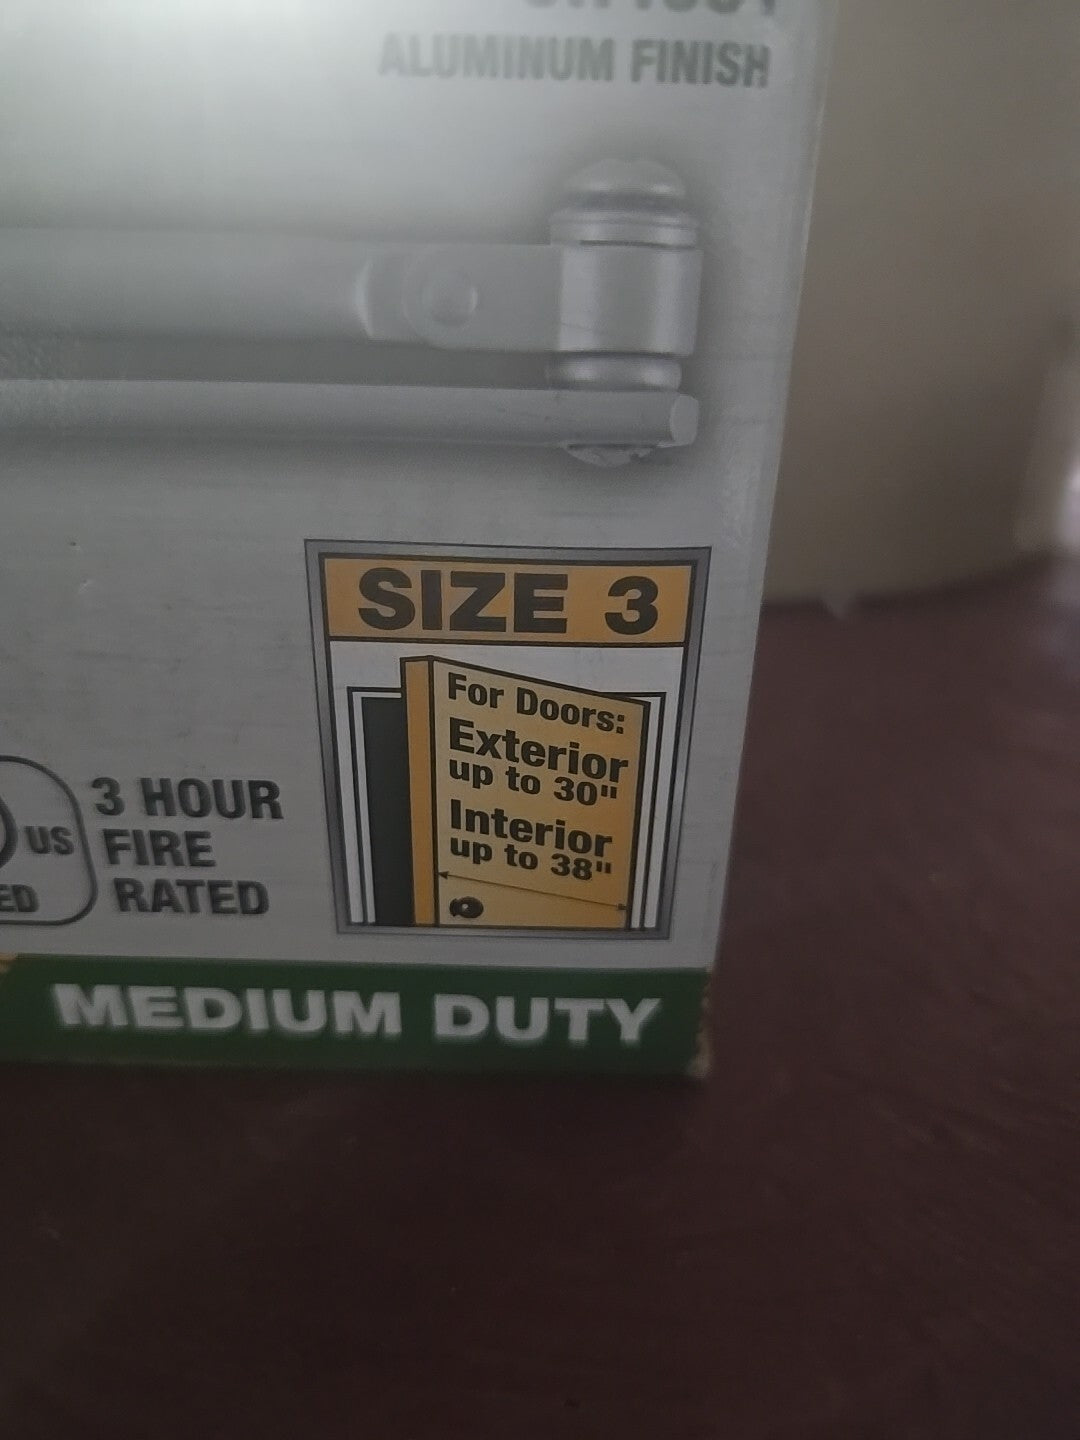 ALUMINUM FINISH
SIZE 3
For Doors:
Exterior
up to 30"
Interior
up to 38"
US
3 HOUR
FIRE
RATED
MEDIUM DUTY